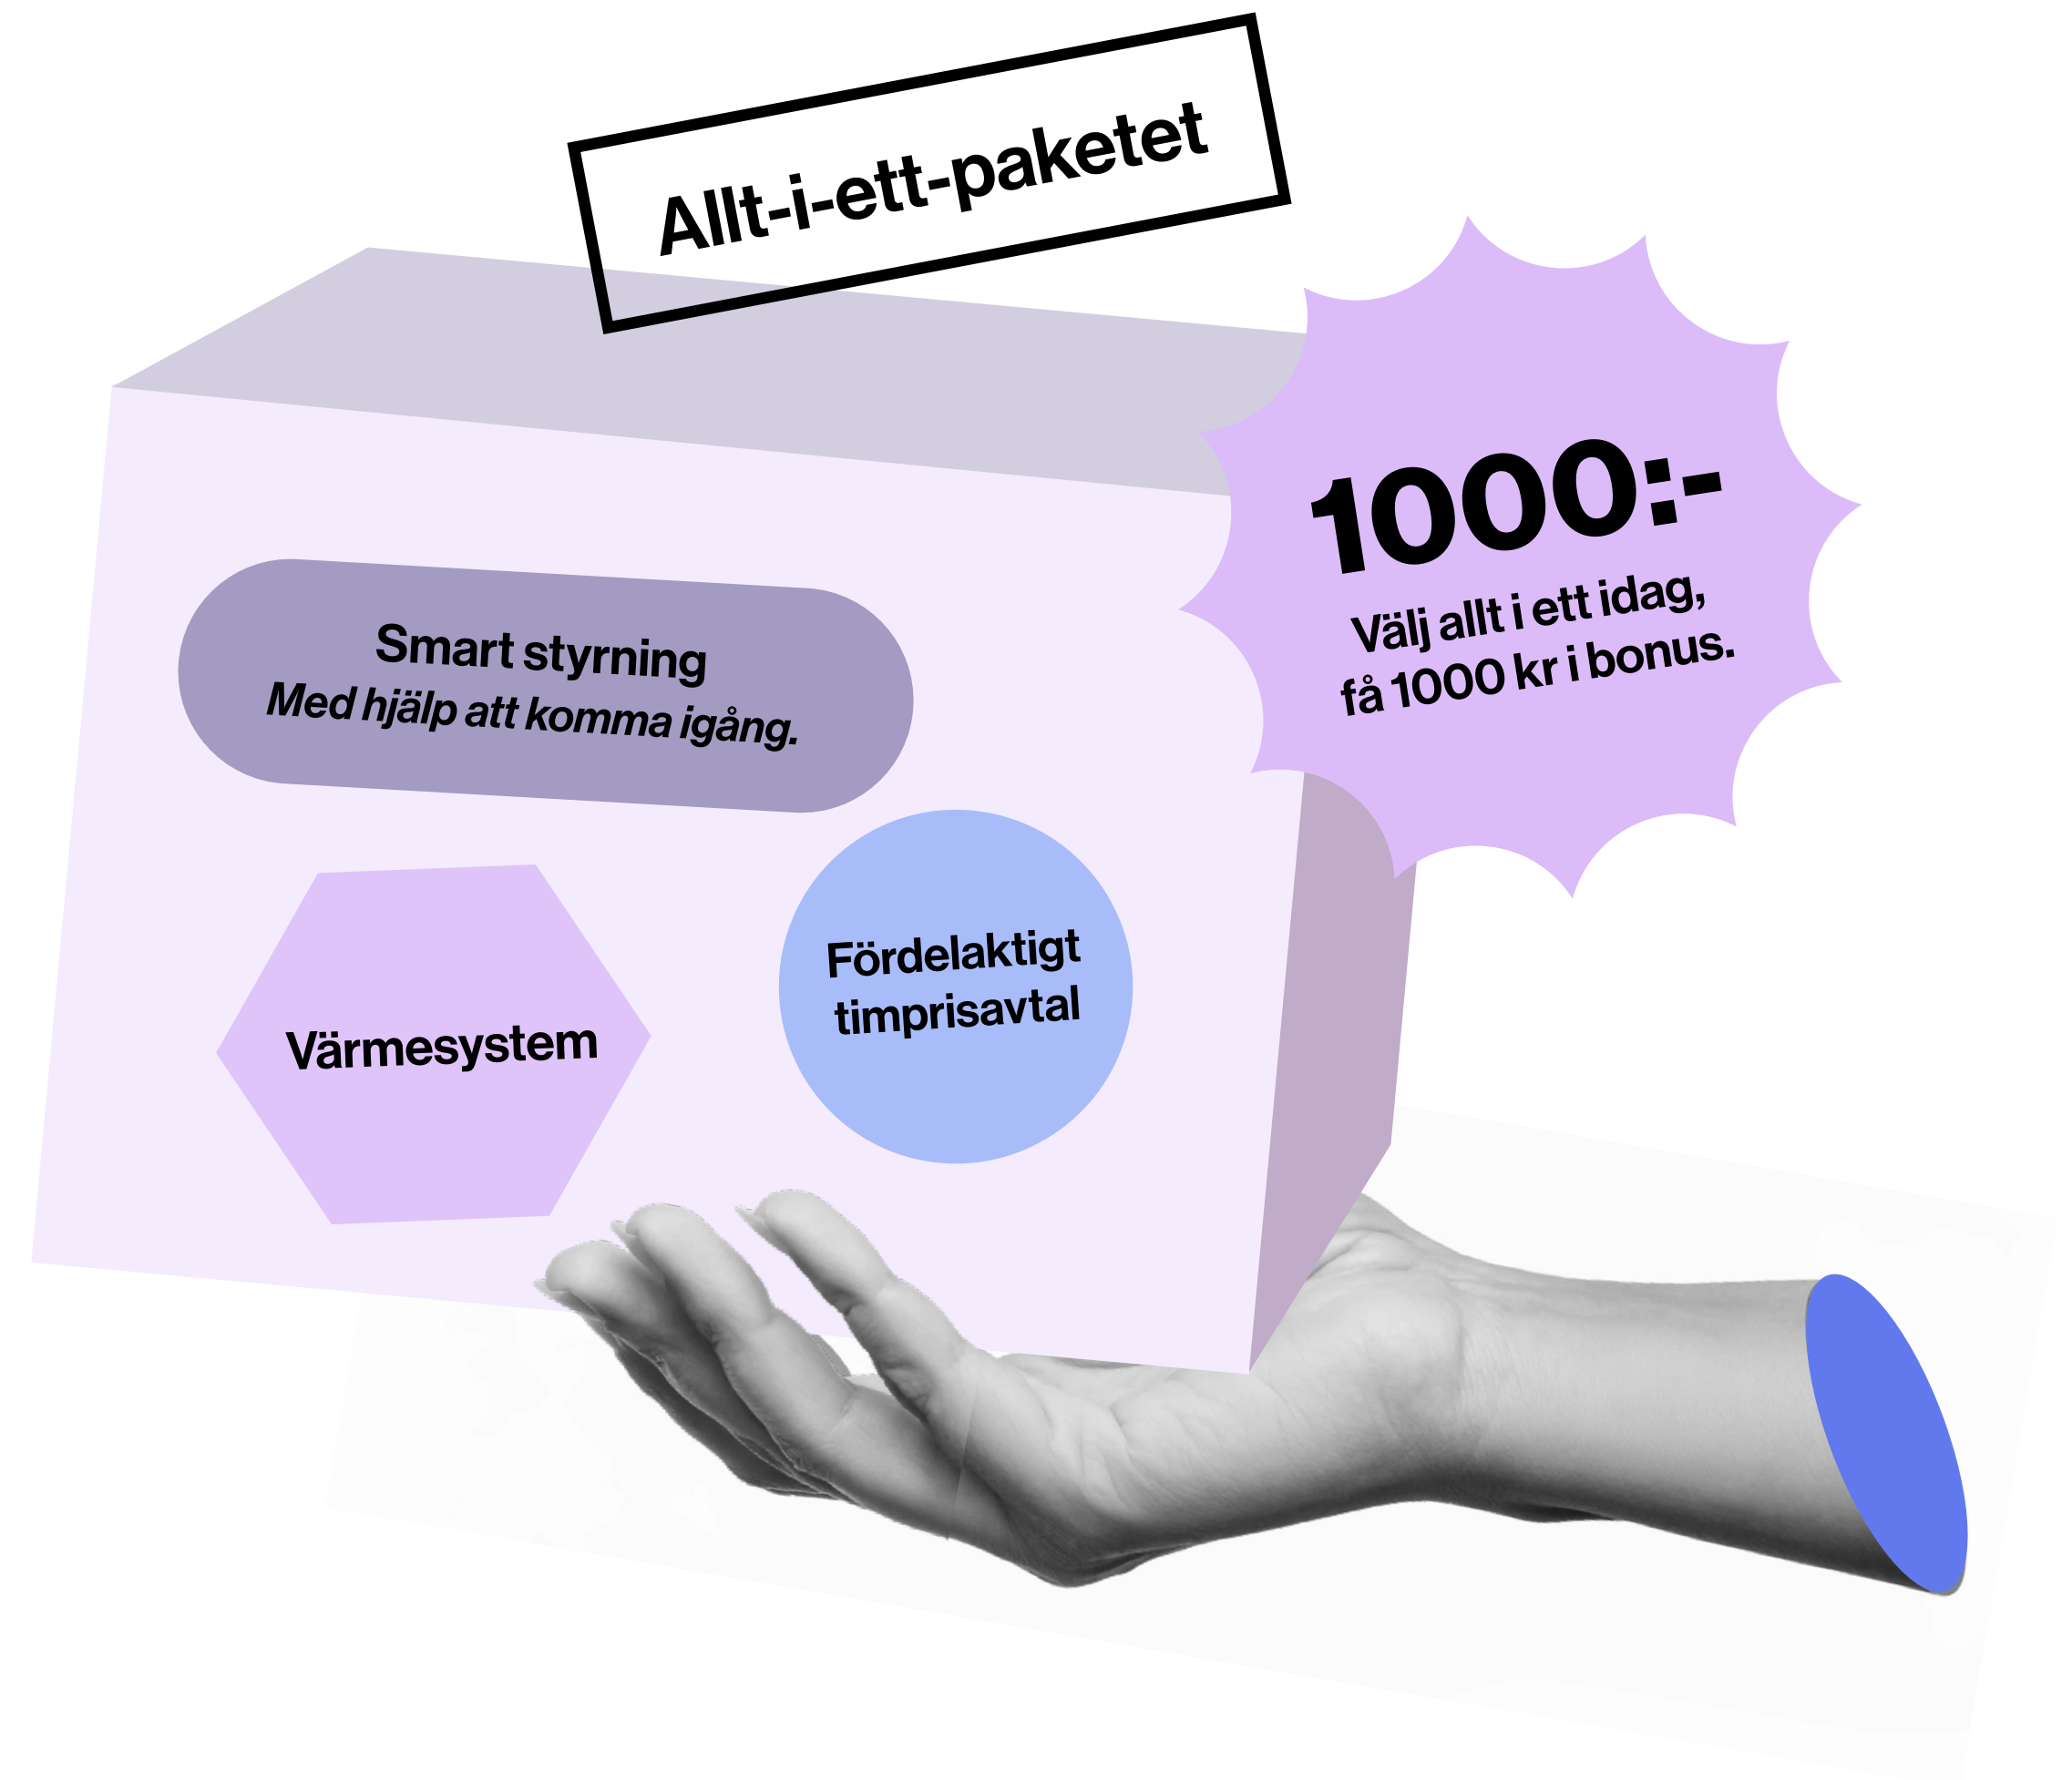 Allt-i-ett-paketet
1000:-
Välj allt i ett idag,
få 1000 kr i bonus.
Smart styrning
Med hjälp att komma igång.
Värmesystem
Fördelaktigt
timprisavtal